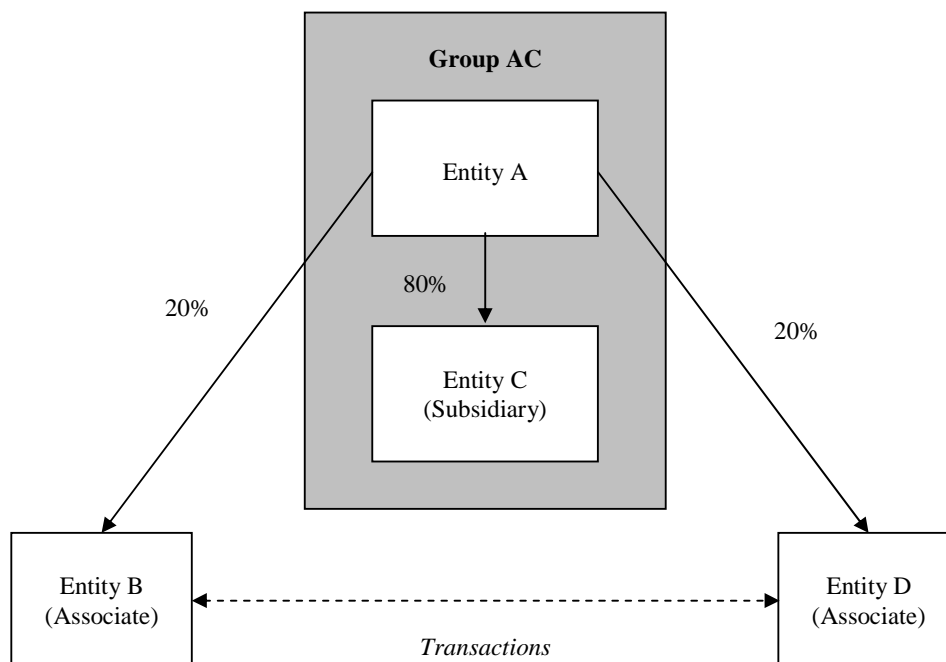 Group AC
Entity A
80%
20%
20%
Entity C
(Subsidiary)
Entity B
(Associate)
Entity D
(Associate)
Transactions